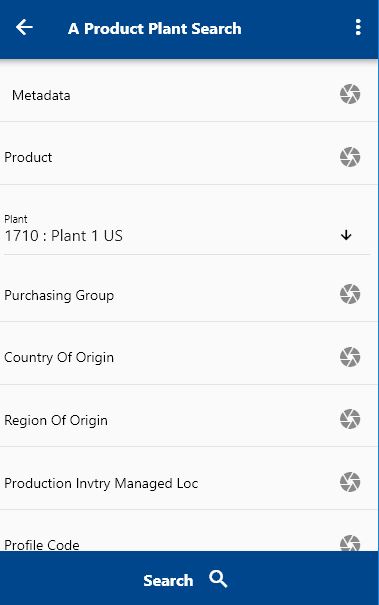 A Product Plant Search
Metadata
Product
Plant
1710 : Plant 1 US
Purchasing Group
Country Of Origin
Region Of Origin
Production Invtry Managed Loc
Profile Code
Search